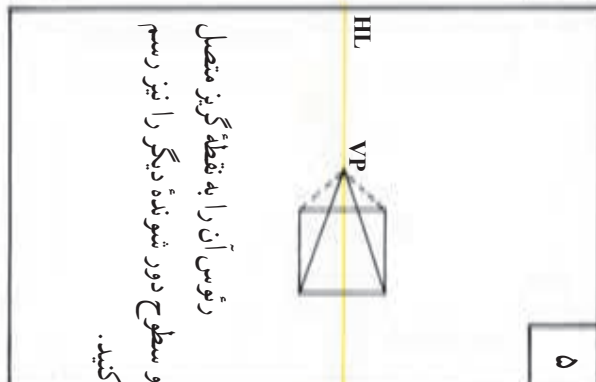 HL
VP
۵
رئوس آن را به نقطهٔ گریز متصل
و سطوح دور شوندهٔ دیگر را نیز رسم
کنید.